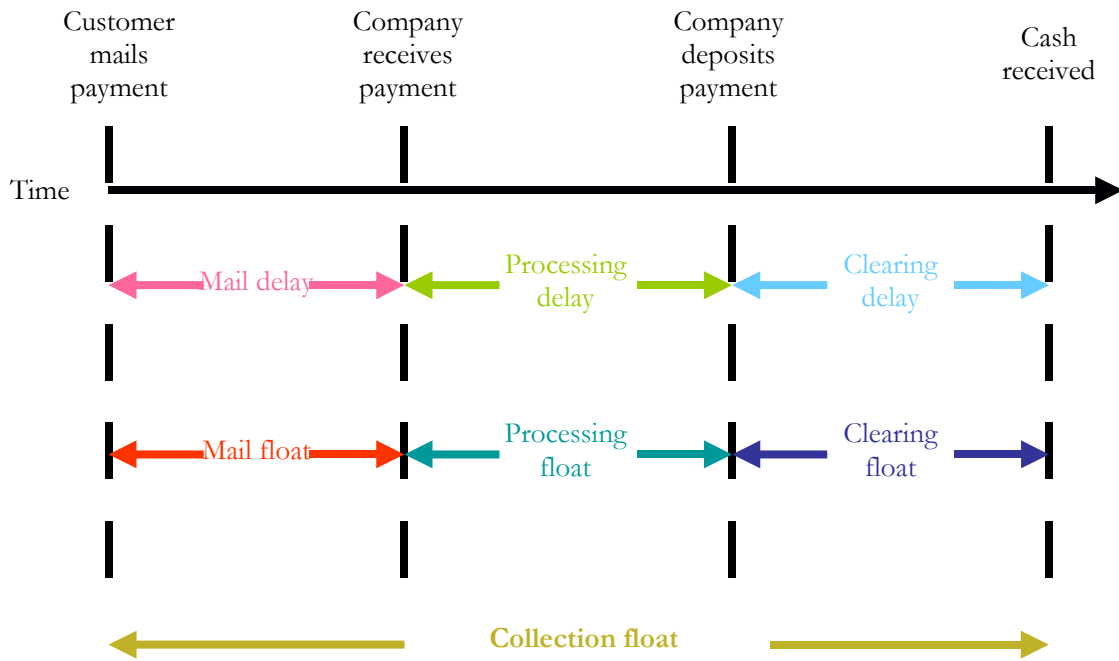 Customer
mails
payment
Company
receives
payment
Company
deposits
payment
Cash
received
Time
Mail delay
Processing
delay
Clearing
delay
Mail float
Processing
float
Clearing
float
Collection float